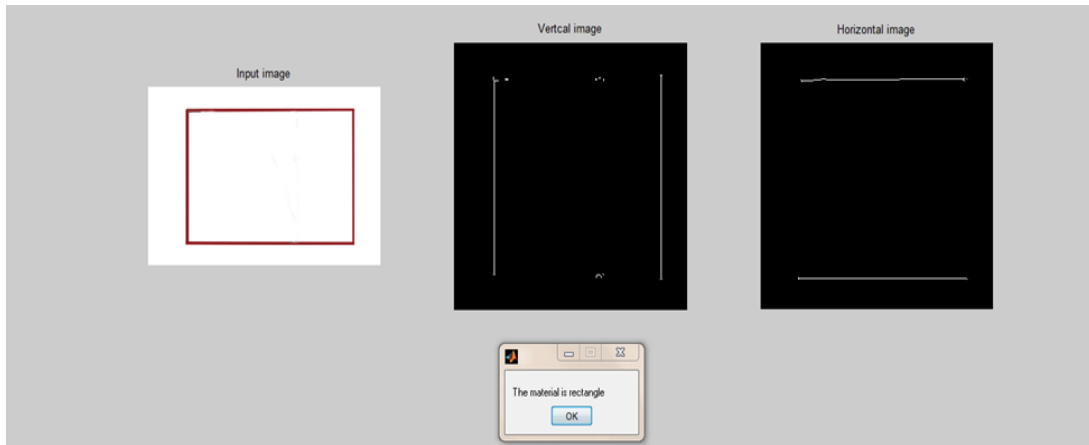 Input image
Vertcal image
Horizontal image
The material is rectangle
OK